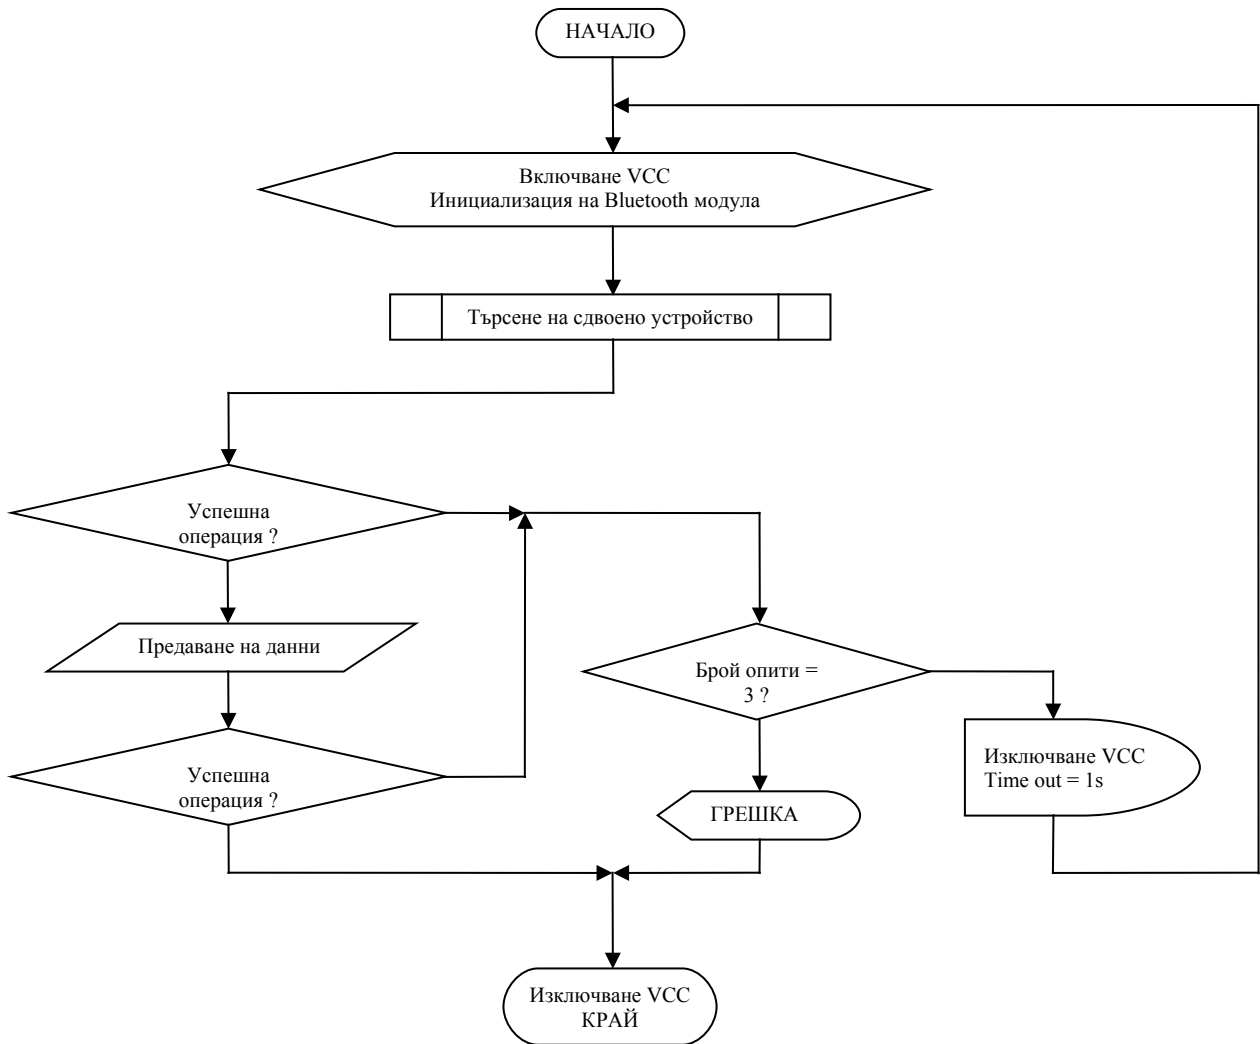 НАЧАЛО
Включване VCC
Инициализация на Bluetooth модула
Търсене на сдвоено устройство
Успешна
операция ?
Предаване на данни
Брой опити =
3 ?
Успешна
операция ?
Изключване VCC
Time out = 1s
ГРЕШКА
Изключване VCC
КРАЙ